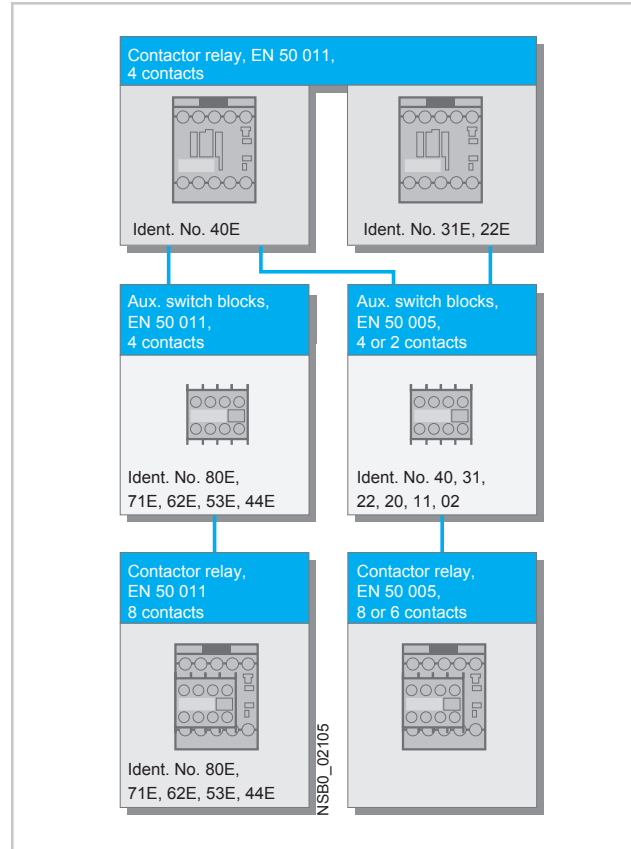 Contactor relay, EN 50 011,
4 contacts
Ident. No. 40E
Ident. No. 31E, 22E
Aux. switch blocks,
EN 50 011,
4 contacts
Ident. No. 80E,
71E, 62E, 53E, 44E
Aux. switch blocks,
EN 50 005,
4 or 2 contacts
Ident. No. 40, 31,
22, 20, 11, 02
Contactor relay,
EN 50 011
8 contacts
Ident. No. 80E,
71E, 62E, 53E, 44E
Contactor relay,
EN 50 005,
8 or 6 contacts
NSB0_02105